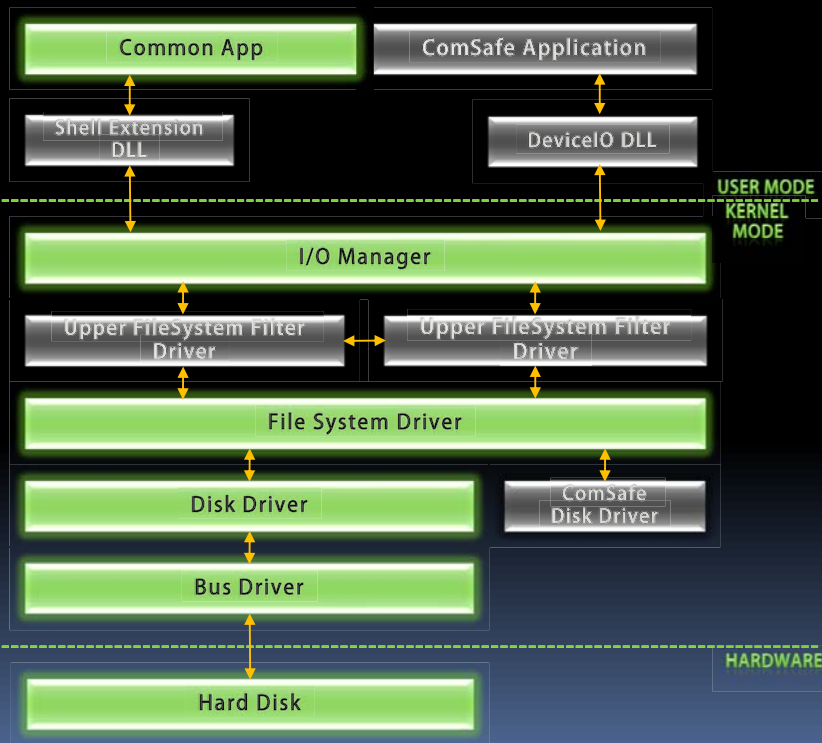 Common App
ComSafe Application
Shell Extension
DLL
DeviceIO DLL
USER MODE
KERNEL
MODE
I/O Manager
Upper FileSystem Filter
Driver
Upper FileSystem Filter
Driver
File System Driver
Disk Driver
ComSafe
Disk Driver
Bus Driver
HARDWARE
Hard Disk